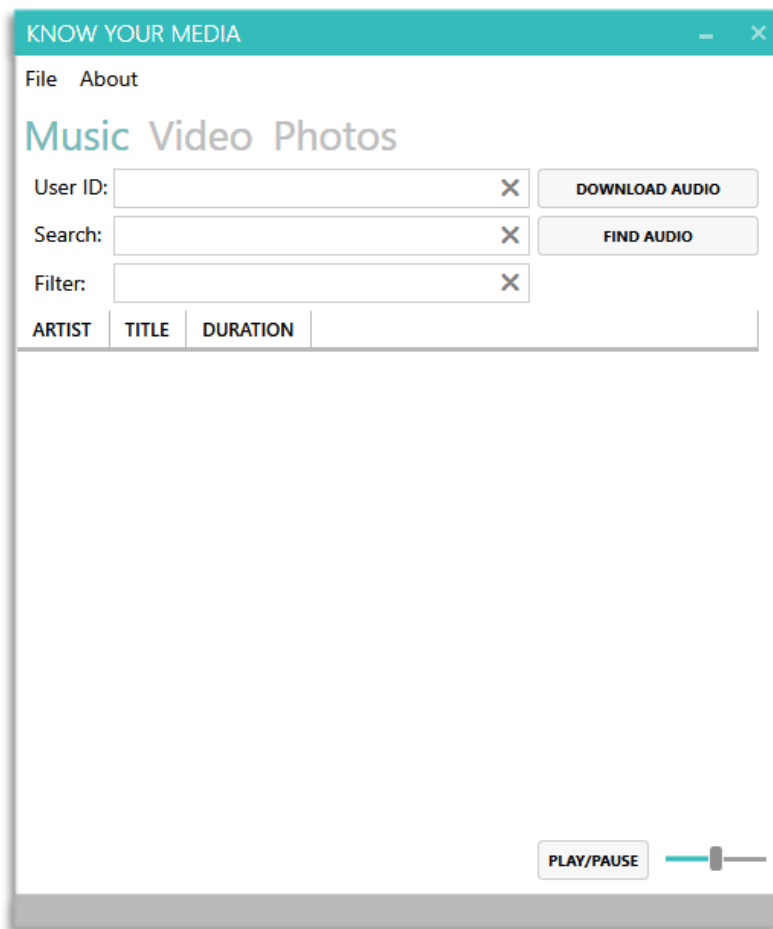 KNOW YOUR MEDIA
File About
Music Video Photos
User ID: DOWNLOAD AUDIO
Search: FIND AUDIO
Filter:
ARTIST TITLE DURATION
PLAY/PAUSE